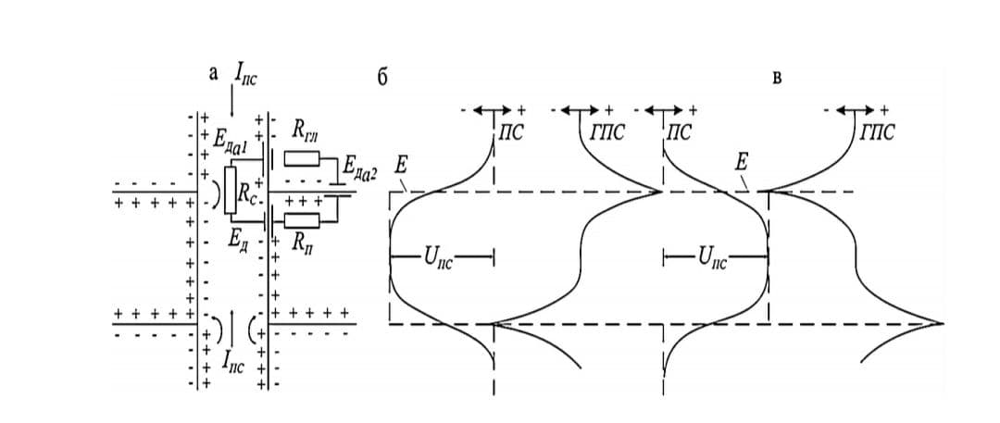 а I_пс б в
- + - + - + - +
ПС ГПС ПС ГПС
E_да1 R_гл E_да2 E E
R_с
E_д R_п U_пс U_пс
I_пс